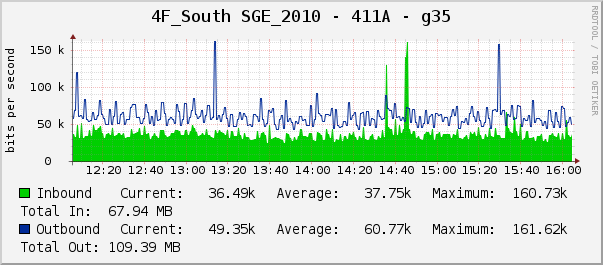 4F_South SGE_2010 - 411A - g35
RRDTOOL / TOBI OETIKER
bits per second
150 k
100 k
50 k
0
12:20 12:40 13:00 13:20 13:40 14:00 14:20 14:40 15:00 15:20 15:40 16:00
Inbound Current: 36.49k Average: 37.75k Maximum: 160.73k
Total In: 67.94 MB
Outbound Current: 49.35k Average: 60.77k Maximum: 161.62k
Total Out: 109.39 MB